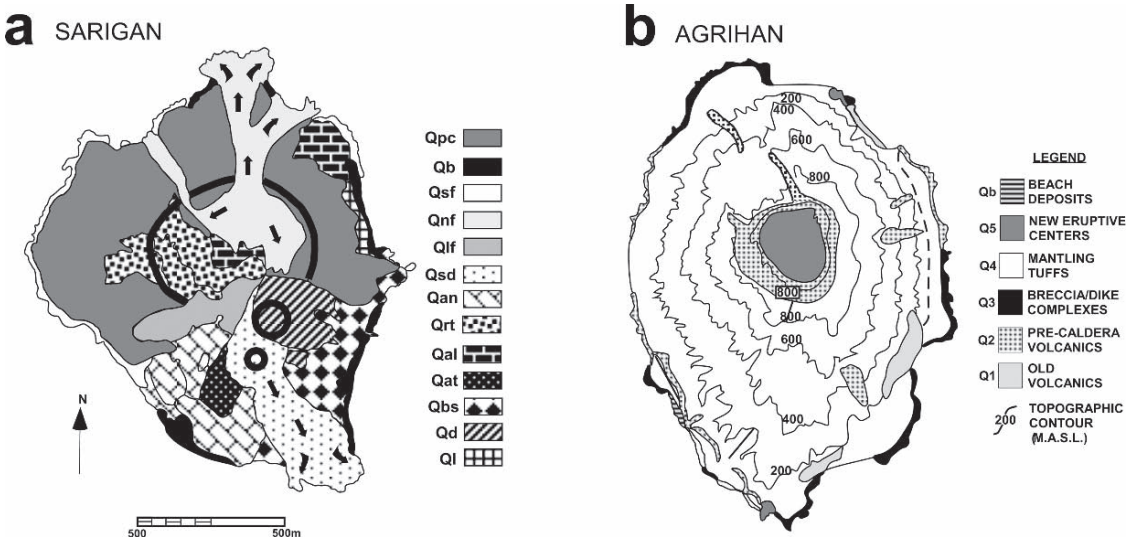 a SARIGAN
Qpc
Qb
Qsf
Qnf
Qlf
Qsd
Qan
Qrt
Qal
Qat
Qbs
Qd
Ql
N
500 500m
b AGRIHAN
200
400
600
800
800
800
600
400
200
LEGEND
Qb BEACH
DEPOSITS
Q5 NEW ERUPTIVE
CENTERS
Q4 MANTLING
TUFFS
Q3 BRECCIA/DIKE
COMPLEXES
Q2 PRE-CALDERA
VOLCANICS
Q1 OLD
VOLCANICS
200 TOPOGRAPHIC
CONTOUR
(M.A.S.L.)